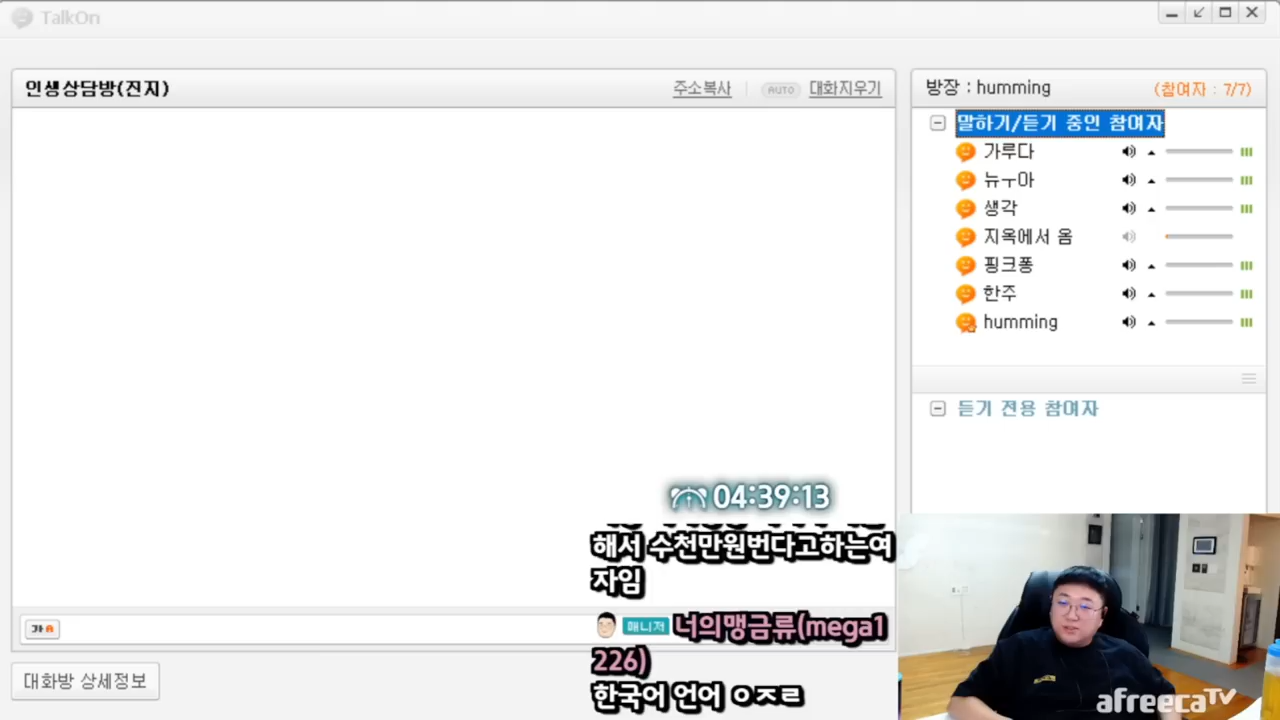 TalkOn
인생상담방(진지)
주소복사
AUTO
대화지우기
방장 : humming
(참여자 : 7/7)
말하기/듣기 중인 참여자
가루다
뉴ㅜ아
생각
지옥에서 옴
핑크퐁
한주
humming
듣기 전용 참여자
04:39:13
해서 수천만원번다고하는여
자임
매니저 너의맹금류(mega1
226)
한국어 언어 ㅇㅈㄹ
가
대화방 상세정보
afreecaTV